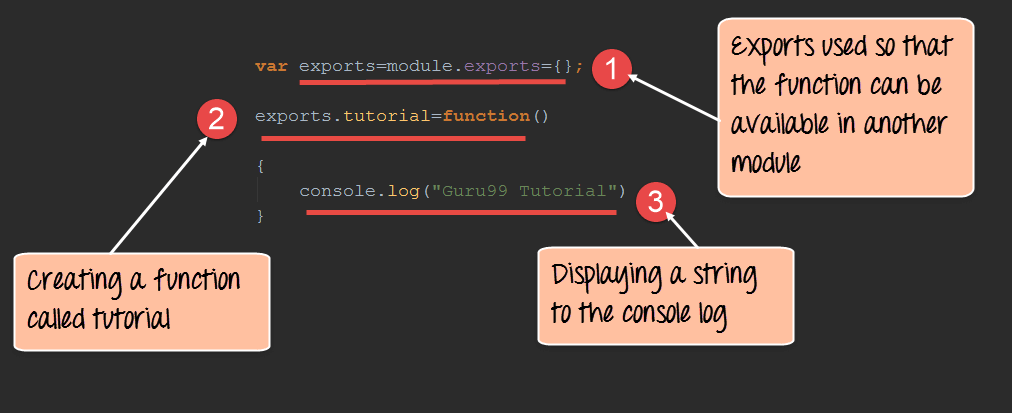 var exports=module.exports={};
1
Exports used so that
the function can be
available in another
module
2
exports.tutorial=function()
{
console.log("Guru99 Tutorial")
3
}
Creating a function
called tutorial
Displaying a string
to the console log